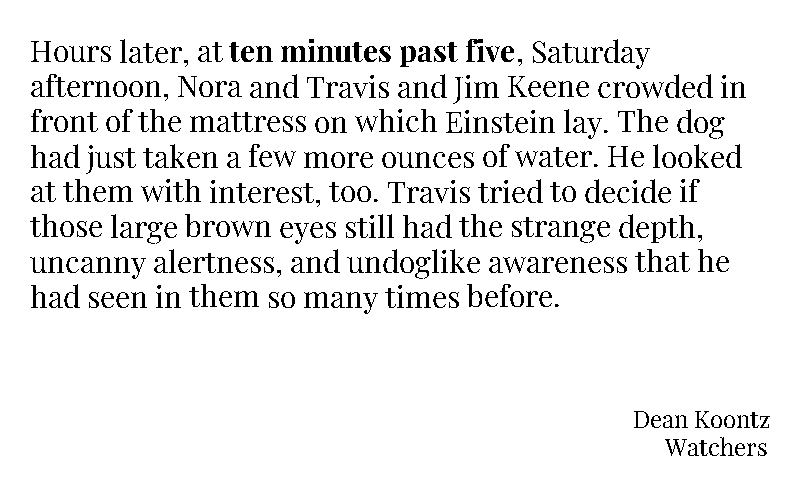 Hours later, at ten minutes past five, Saturday
afternoon, Nora and Travis and Jim Keene crowded in
front of the mattress on which Einstein lay. The dog
had just taken a few more ounces of water. He looked
at them with interest, too. Travis tried to decide if
those large brown eyes still had the strange depth,
uncanny alertness, and undoglike awareness that he
had seen in them so many times before.
Dean Koontz
Watchers